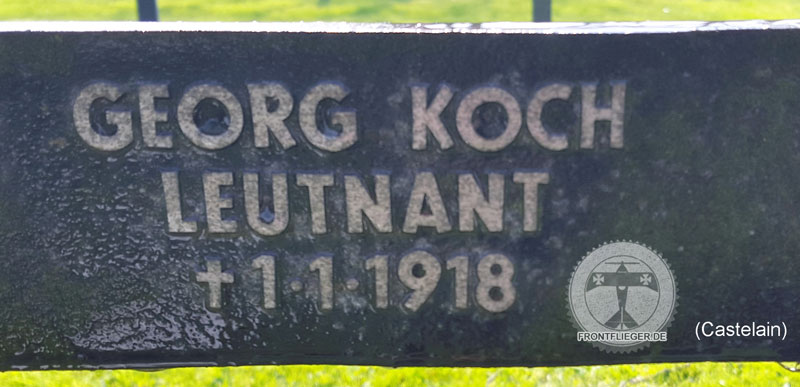 GEORG KOCH
LEUTNANT
† 1·1·1918
FRONTFLIEGER.DE
(Castelain)